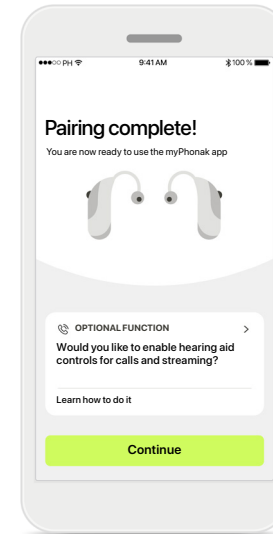 ●●●○○ PH 9:41 AM 100 %
Pairing complete!
You are now ready to use the myPhonak app
OPTIONAL FUNCTION
Would you like to enable hearing aid
controls for calls and streaming?
Learn how to do it
Continue